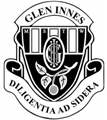 GLEN INNES
DILIGENTIA AD SIDERA